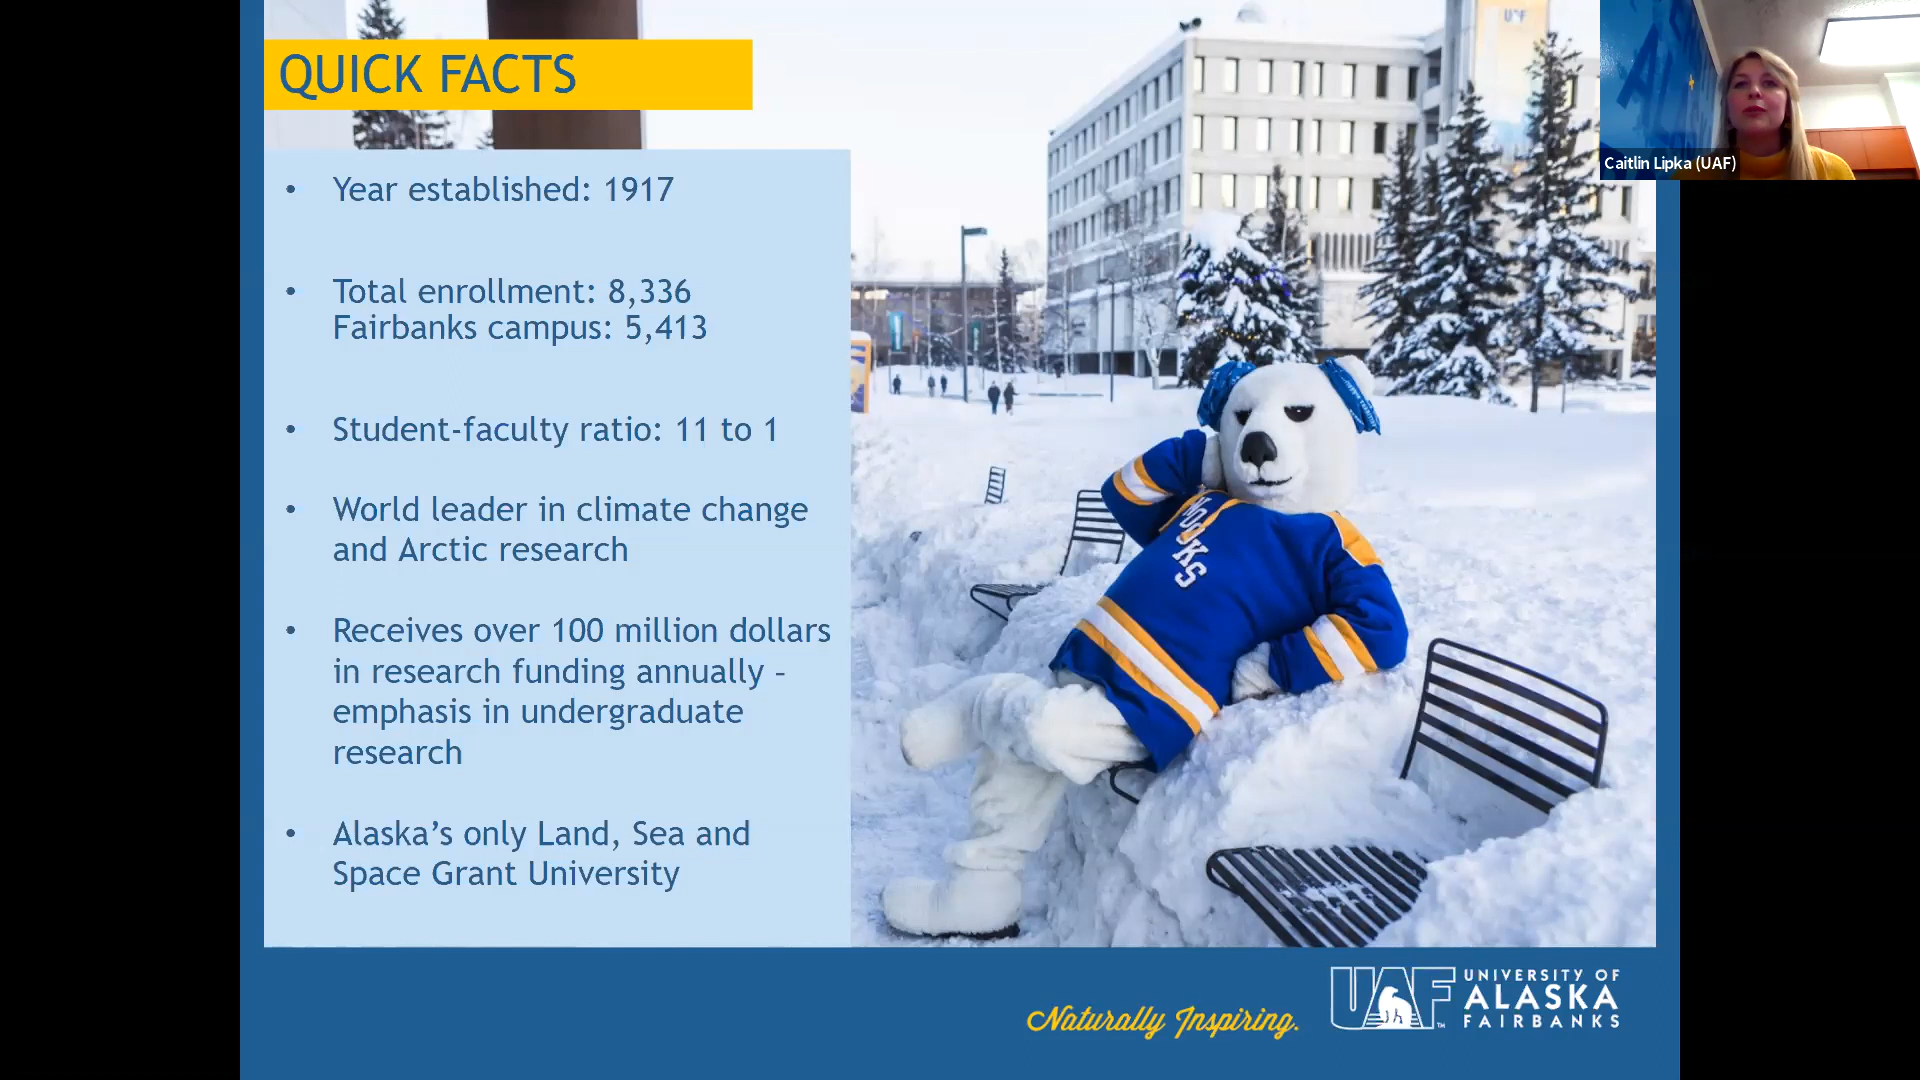 QUICK FACTS
• Year established: 1917
• Total enrollment: 8,336
Fairbanks campus: 5,413
• Student-faculty ratio: 11 to 1
• World leader in climate change
and Arctic research
• Receives over 100 million dollars
in research funding annually –
emphasis in undergraduate
research
• Alaska’s only Land, Sea and
Space Grant University
UAF
NOOKS
Caitlin Lipka (UAF)
Naturally Inspiring.
UAF™
UNIVERSITY OF
ALASKA
FAIRBANKS